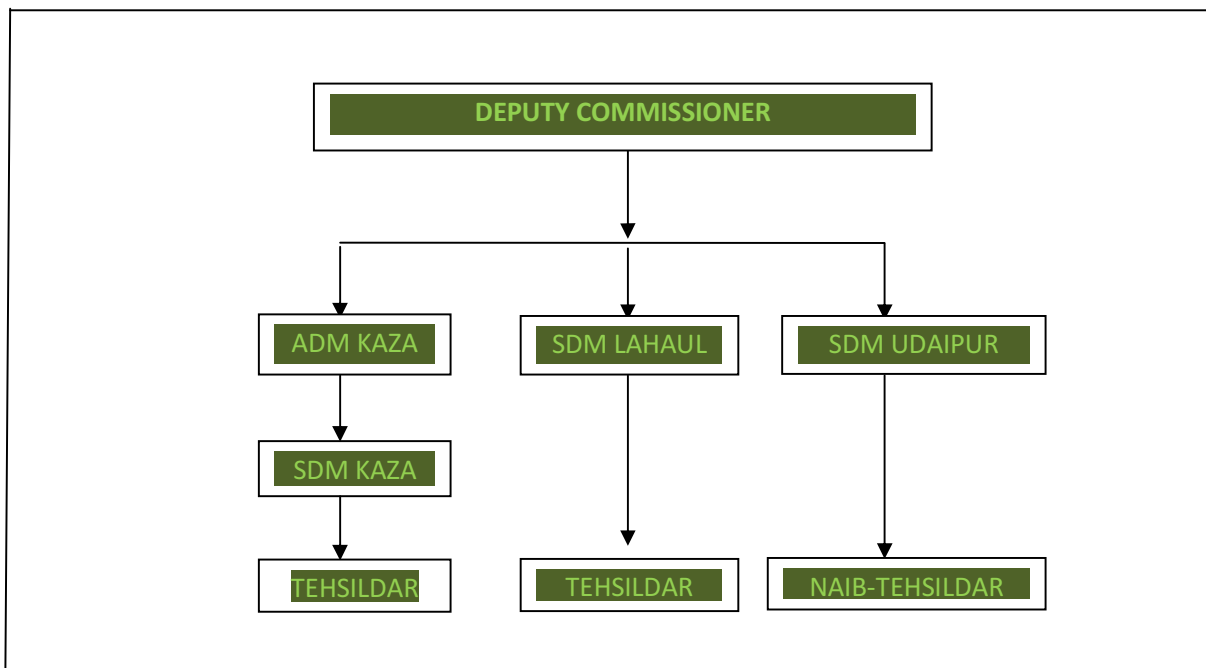 DEPUTY COMMISSIONER
ADM KAZA
SDM LAHAUL
SDM UDAIPUR
SDM KAZA
TEHSILDAR
TEHSILDAR
NAIB-TEHSILDAR